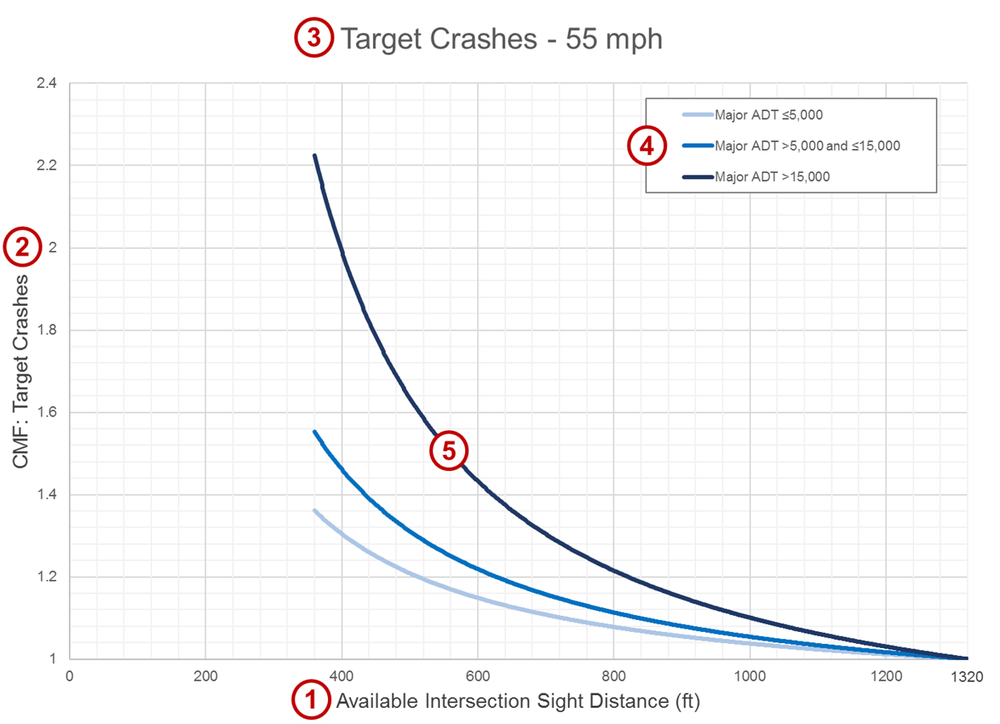 3 Target Crashes - 55 mph
2.4
2.2
2
1.8
1.6
1.4
1.2
1
2
CMF: Target Crashes
4
Major ADT ≤5,000
Major ADT >5,000 and ≤15,000
Major ADT >15,000
5
0 200 400 600 800 1000 1200 1320
1 Available Intersection Sight Distance (ft)